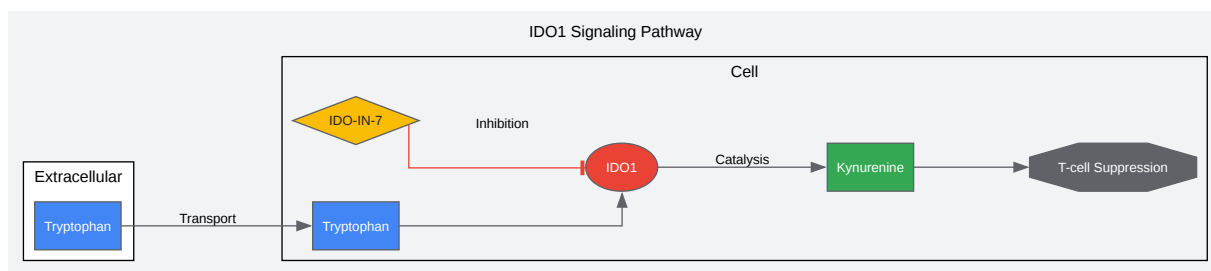 IDO1 Signaling Pathway
Cell
IDO-IN-7
Inhibition
Extracellular
IDO1
Catalysis
Kynurenine
T-cell Suppression
Tryptophan
Transport
Tryptophan